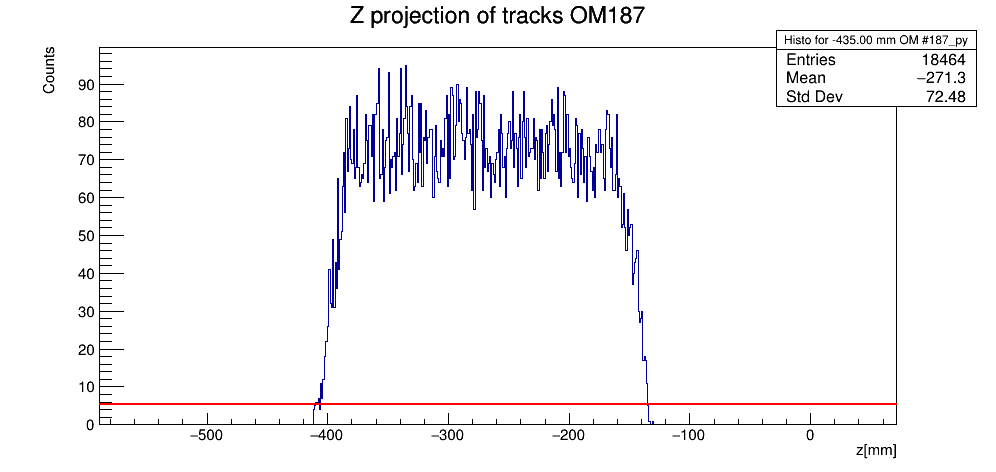 Z projection of tracks OM187
Histo for -435.00 mm OM #187_py
Entries 18464
Mean −271.3
Std Dev 72.48
Counts
90
80
70
60
50
40
30
20
10
0
−500 −400 −300 −200 −100 0
z[mm]